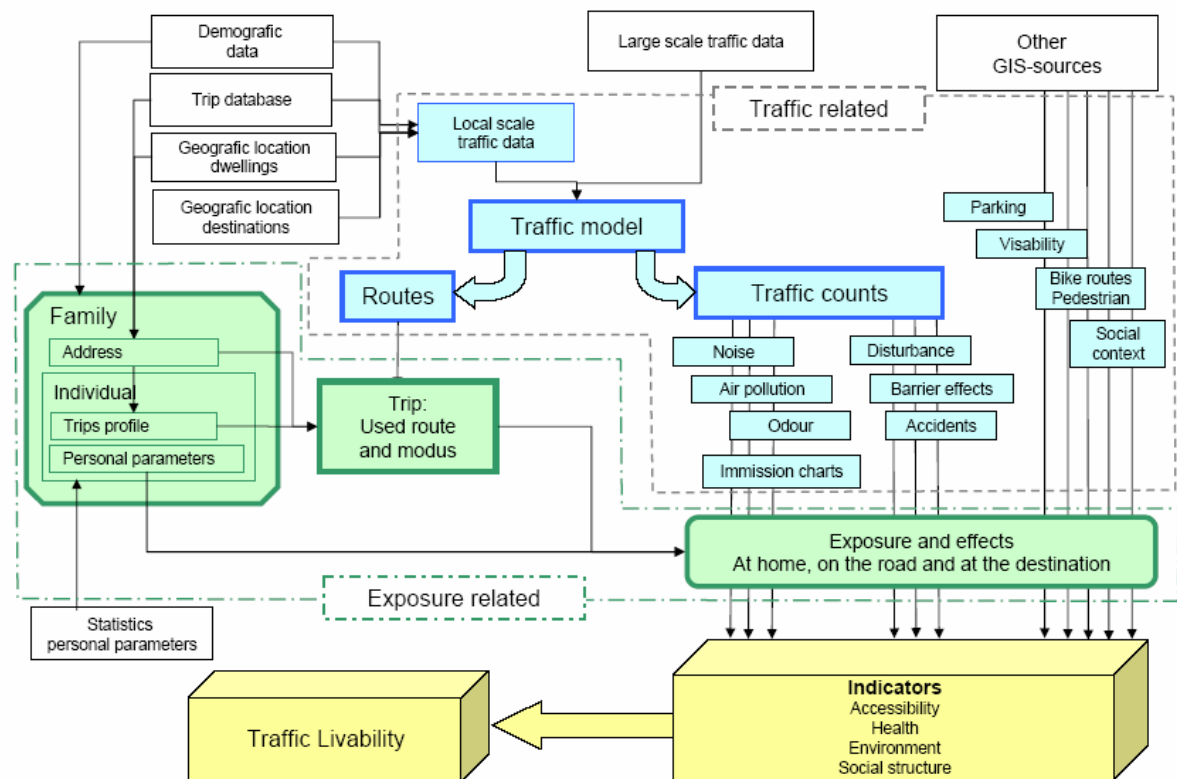 Demografic
data
Large scale traffic data
Other
GIS-sources
Trip database
Traffic related
Local scale
traffic data
Geografic location
dwellings
Geografic location
destinations
Parking
Traffic model
Visability
Bike routes
Pedestrian
Routes
Traffic counts
Social
context
Family
Address
Individual
Trips profile
Personal parameters
Trip:
Used route
and modus
Noise
Air pollution
Odour
Immission charts
Disturbance
Barrier effects
Accidents
Exposure and effects
At home, on the road and at the destination
Exposure related
Statistics
personal parameters
Indicators
Accessibility
Health
Environment
Social structure
Traffic Livability